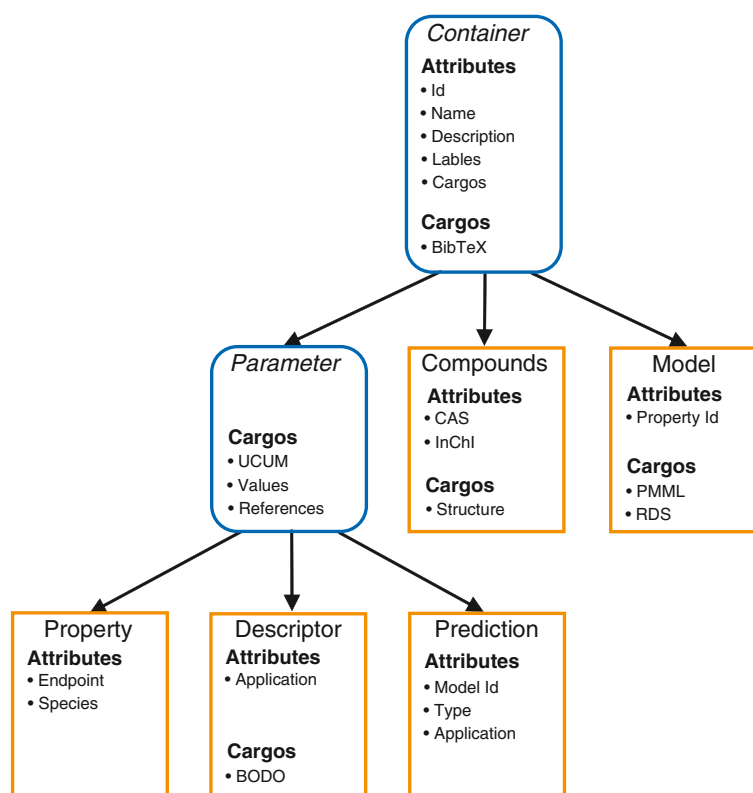 Container
Attributes
• Id
• Name
• Description
• Lables
• Cargos
Cargos
• BibTeX
Parameter
Cargos
• UCUM
• Values
• References
Compounds
Attributes
• CAS
• InChI
Cargos
• Structure
Model
Attributes
• Property Id
Cargos
• PMML
• RDS
Property
Attributes
• Endpoint
• Species
Descriptor
Attributes
• Application
Cargos
• BODO
Prediction
Attributes
• Model Id
• Type
• Application